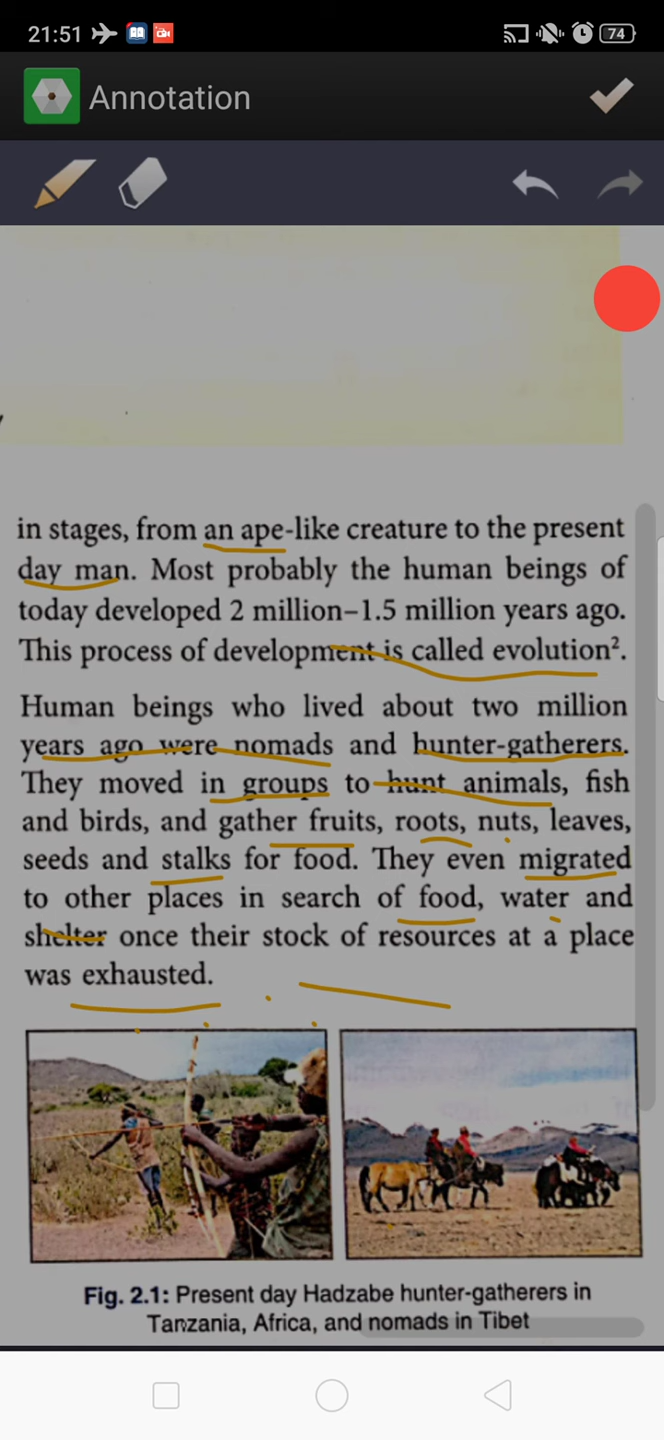 21:51
74
Annotation
in stages, from an ape-like creature to the present
day man. Most probably the human beings of
today developed 2 million–1.5 million years ago.
This process of development is called evolution².
Human beings who lived about two million
years ago were nomads and hunter-gatherers.
They moved in groups to hunt animals, fish
and birds, and gather fruits, roots, nuts, leaves,
seeds and stalks for food. They even migrated
to other places in search of food, water and
shelter once their stock of resources at a place
was exhausted.
Fig. 2.1: Present day Hadzabe hunter-gatherers in
Tanzania, Africa, and nomads in Tibet